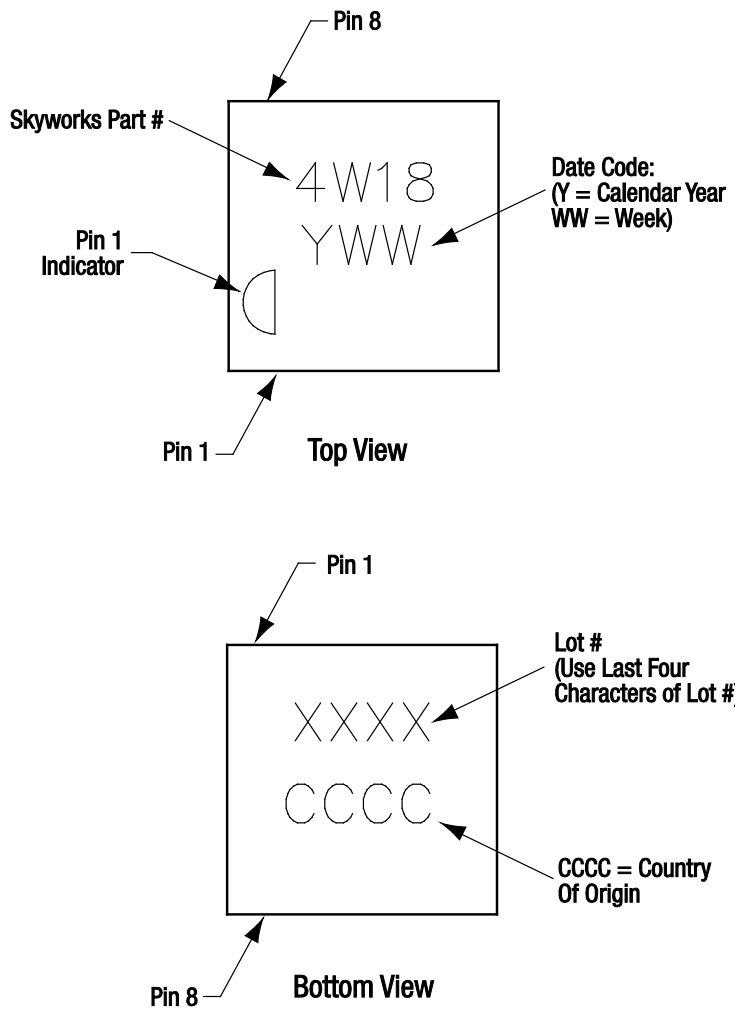 Pin 8
Skyworks Part #
4W18
Date Code:
(Y = Calendar Year
WW = Week)
YWW
Pin 1
Indicator
Pin 1
Top View
Pin 1
Lot #
(Use Last Four
Characters of Lot #)
XXXX
CCCC
CCCC = Country
Of Origin
Pin 8
Bottom View